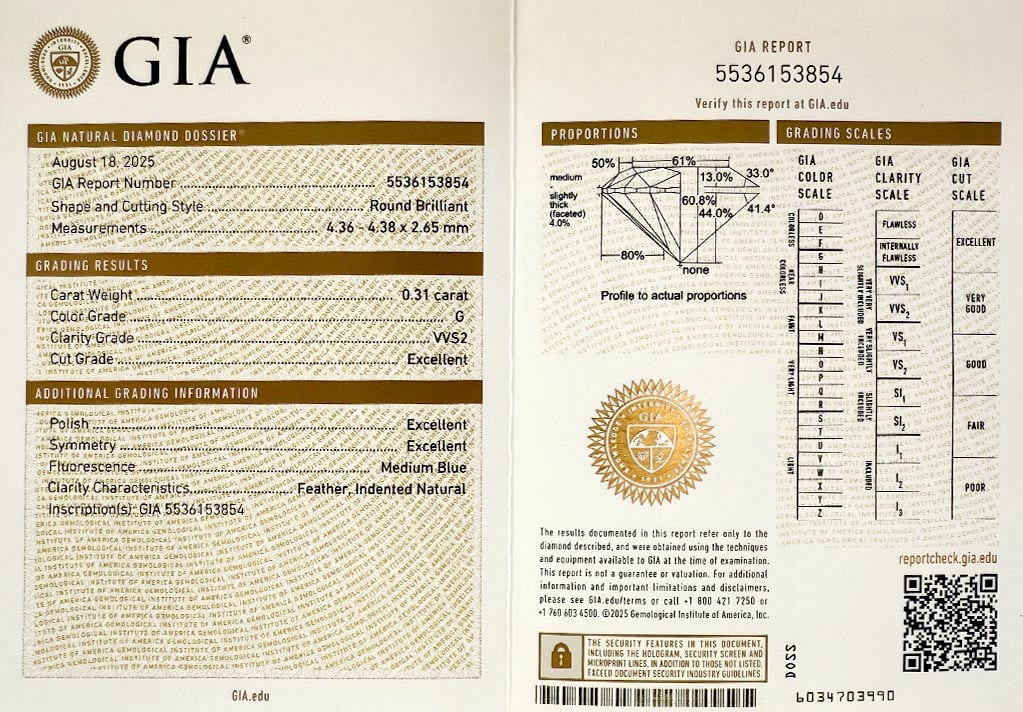 GIA®
GIA NATURAL DIAMOND DOSSIER®
August 18, 2025
GIA Report Number 5536153854
Shape and Cutting Style Round Brilliant
Measurements 4.36 - 4.38 x 2.65 mm
GRADING RESULTS
Carat Weight 0.31 carat
Color Grade G
Clarity Grade VVS2
Cut Grade Excellent
ADDITIONAL GRADING INFORMATION
Polish Excellent
Symmetry Excellent
Fluorescence Medium Blue
Clarity Characteristics Feather, Indented Natural
Inscription(s): GIA 5536153854
GIA.edu
GIA REPORT
5536153854
Verify this report at GIA.edu
PROPORTIONS
50%
61%
medium
-
slightly
thick
(faceted)
4.0%
13.0%
33.0°
60.8%
44.0%
41.4°
80%
none
Profile to actual proportions
GIA
The results documented in this report refer only to the
diamond described, and were obtained using the techniques
and equipment available to GIA at the time of examination.
This report is not a guarantee or valuation. For additional
information and important limitations and disclaimers,
please see GIA.edu/terms or call +1 800 421 7250 or
+1 760 603 4500. ©2025 Gemological Institute of America, Inc.
THE SECURITY FEATURES IN THIS DOCUMENT,
INCLUDING THE HOLOGRAM, SECURITY SCREEN AND
MICROPRINT LINES, IN ADDITION TO THOSE NOT LISTED,
EXCEED DOCUMENT SECURITY INDUSTRY GUIDELINES.
GRADING SCALES
GIA
COLOR
SCALE
COLORLESS
D
E
F
NEAR COLORLESS
G
H
I
J
FAINT
K
L
M
VERY LIGHT
N
O
P
Q
R
LIGHT
S
T
U
V
W
X
Y
Z
GIA
CLARITY
SCALE
FLAWLESS
INTERNALLY
FLAWLESS
VERY VERY
SLIGHTLY INCLUDED
VVS1
VVS2
VERY SLIGHTLY
INCLUDED
VS1
VS2
SLIGHTLY
INCLUDED
SI1
SI2
INCLUDED
I1
I2
I3
GIA
CUT
SCALE
EXCELLENT
VERY
GOOD
GOOD
FAIR
POOR
reportcheck.gia.edu
6034703990